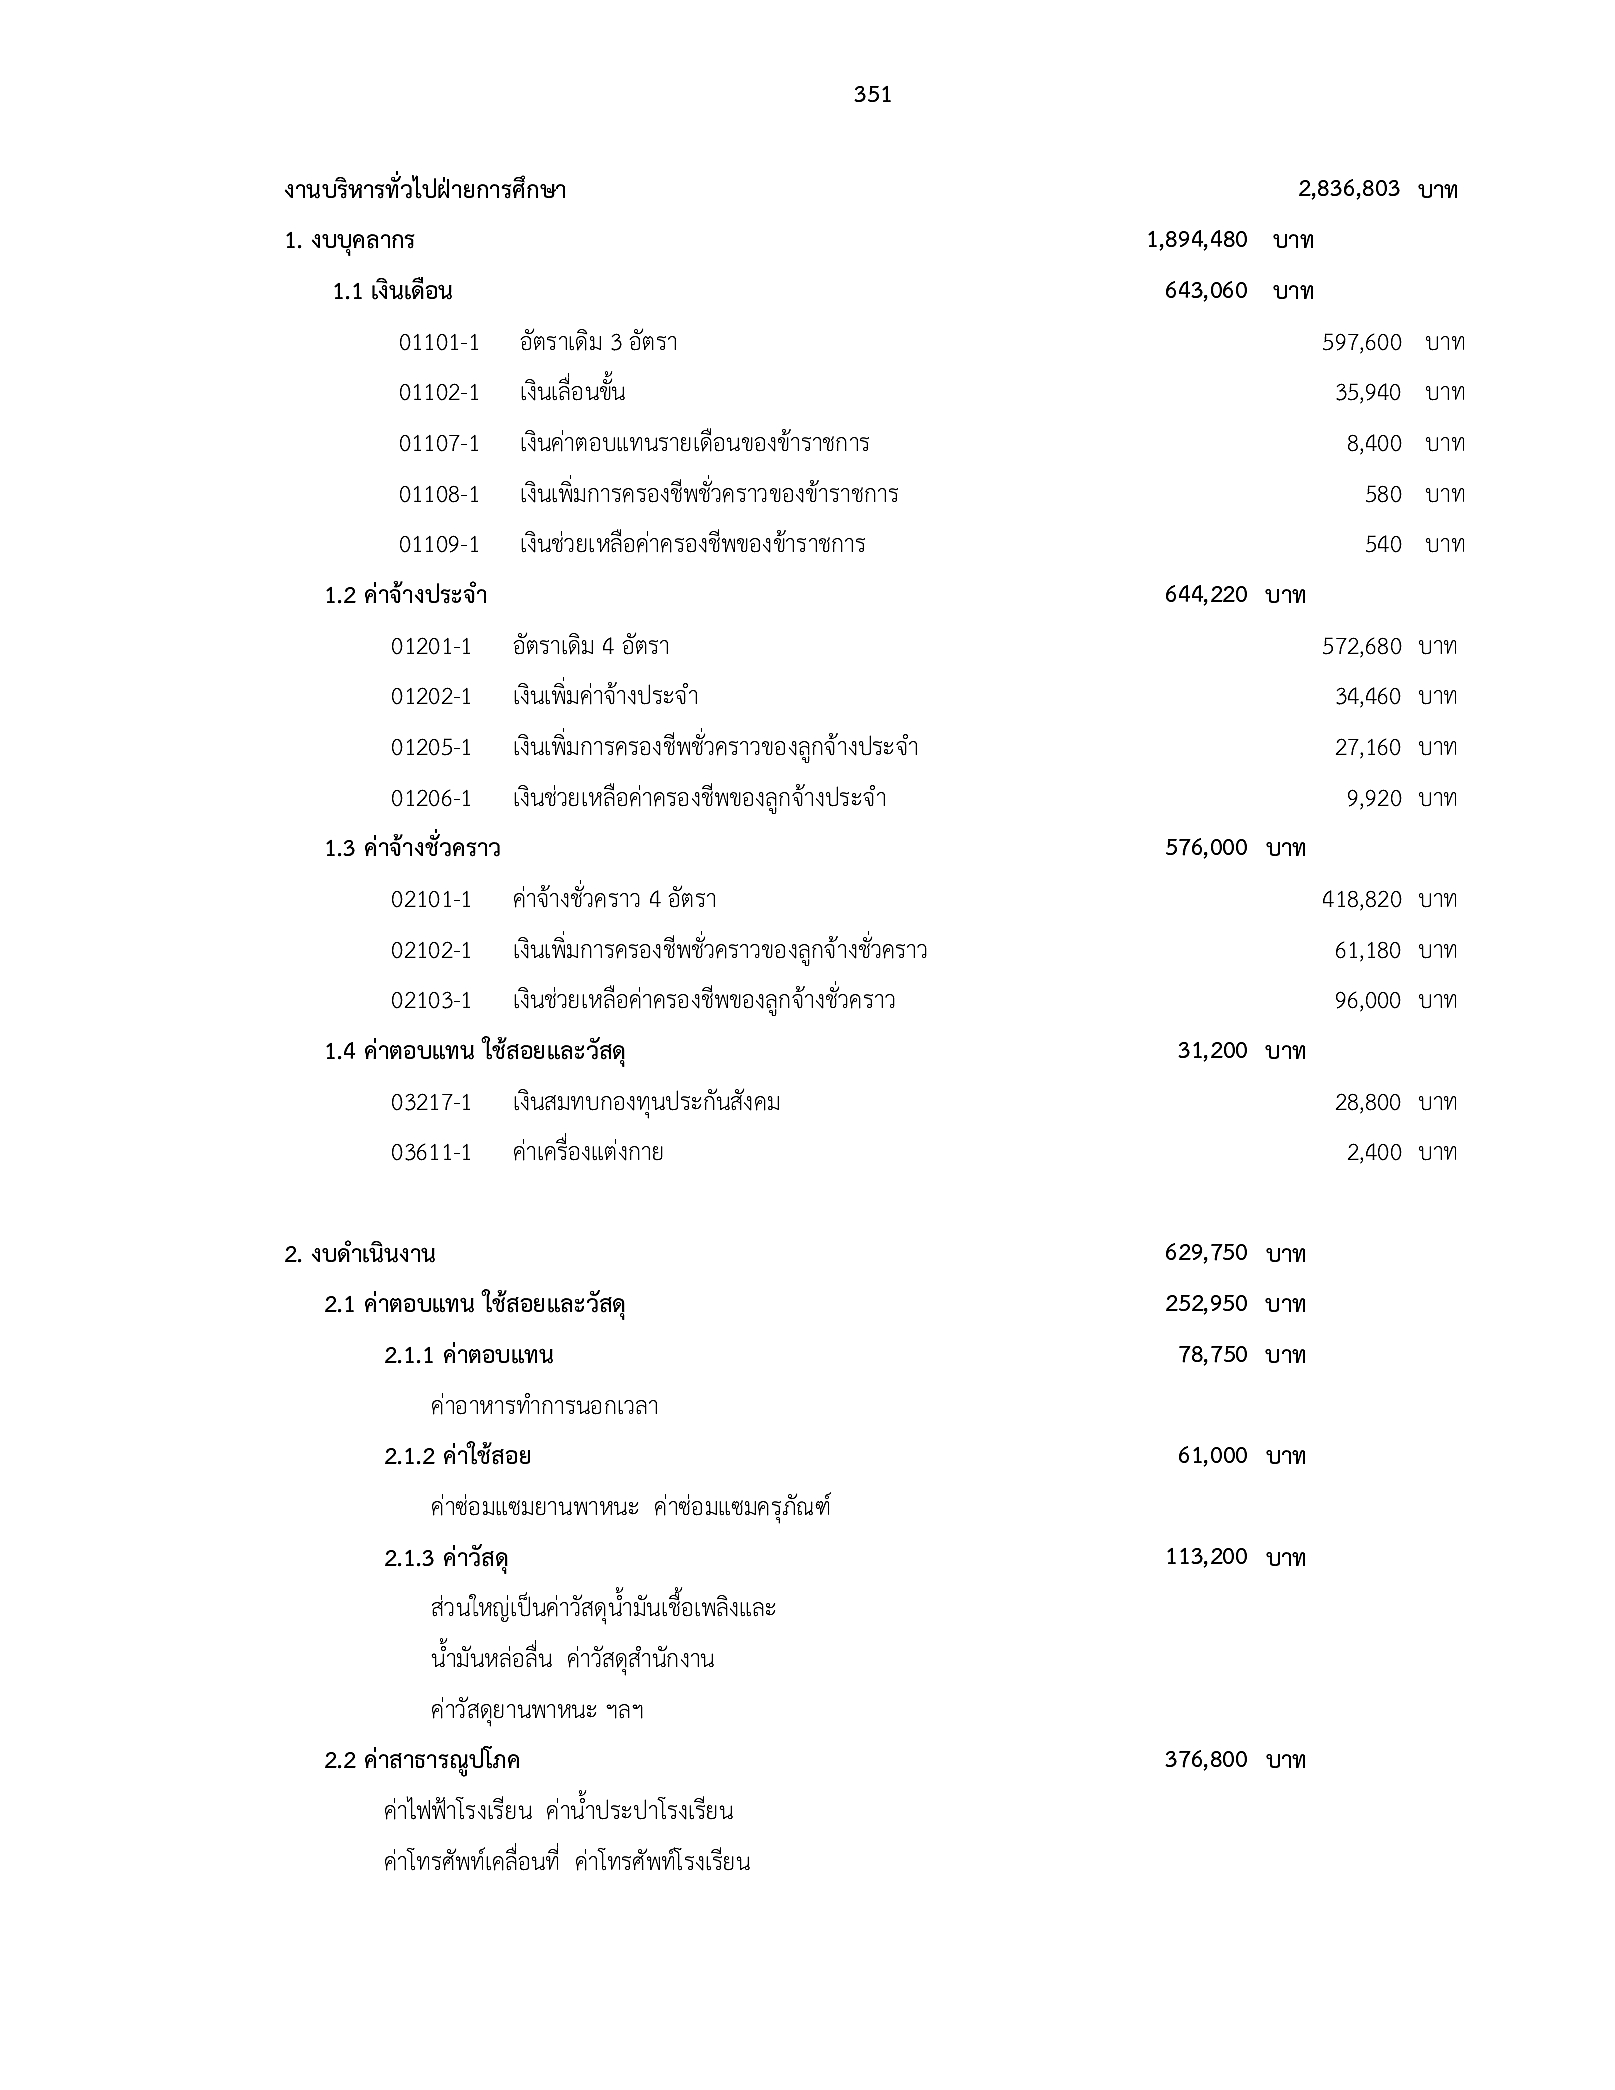 351
งานบริหารทั่วไปฝ่ายการศึกษา 2,836,803 บาท
1. งบบุคลากร 1,894,480 บาท
1.1 เงินเดือน 643,060 บาท
01101-1 อัตราเดิม 3 อัตรา 597,600 บาท
01102-1 เงินเลื่อนขั้น 35,940 บาท
01107-1 เงินค่าตอบแทนรายเดือนของข้าราชการ 8,400 บาท
01108-1 เงินเพิ่มการครองชีพชั่วคราวของข้าราชการ 580 บาท
01109-1 เงินช่วยเหลือค่าครองชีพของข้าราชการ 540 บาท
1.2 ค่าจ้างประจำ 644,220 บาท
01201-1 อัตราเดิม 4 อัตรา 572,680 บาท
01202-1 เงินเพิ่มค่าจ้างประจำ 34,460 บาท
01205-1 เงินเพิ่มการครองชีพชั่วคราวของลูกจ้างประจำ 27,160 บาท
01206-1 เงินช่วยเหลือค่าครองชีพของลูกจ้างประจำ 9,920 บาท
1.3 ค่าจ้างชั่วคราว 576,000 บาท
02101-1 ค่าจ้างชั่วคราว 4 อัตรา 418,820 บาท
02102-1 เงินเพิ่มการครองชีพชั่วคราวของลูกจ้างชั่วคราว 61,180 บาท
02103-1 เงินช่วยเหลือค่าครองชีพของลูกจ้างชั่วคราว 96,000 บาท
1.4 ค่าตอบแทน ใช้สอยและวัสดุ 31,200 บาท
03217-1 เงินสมทบกองทุนประกันสังคม 28,800 บาท
03611-1 ค่าเครื่องแต่งกาย 2,400 บาท
2. งบดำเนินงาน 629,750 บาท
2.1 ค่าตอบแทน ใช้สอยและวัสดุ 252,950 บาท
2.1.1 ค่าตอบแทน 78,750 บาท
ค่าอาหารทำการนอกเวลา
2.1.2 ค่าใช้สอย 61,000 บาท
ค่าซ่อมแซมยานพาหนะ ค่าซ่อมแซมครุภัณฑ์
2.1.3 ค่าวัสดุ 113,200 บาท
ส่วนใหญ่เป็นค่าวัสดุน้ำมันเชื้อเพลิงและ
น้ำมันหล่อลื่น ค่าวัสดุสำนักงาน
ค่าวัสดุยานพาหนะ ฯลฯ
2.2 ค่าสาธารณูปโภค 376,800 บาท
ค่าไฟฟ้าโรงเรียน ค่าน้ำประปาโรงเรียน
ค่าโทรศัพท์เคลื่อนที่ ค่าโทรศัพท์โรงเรียน